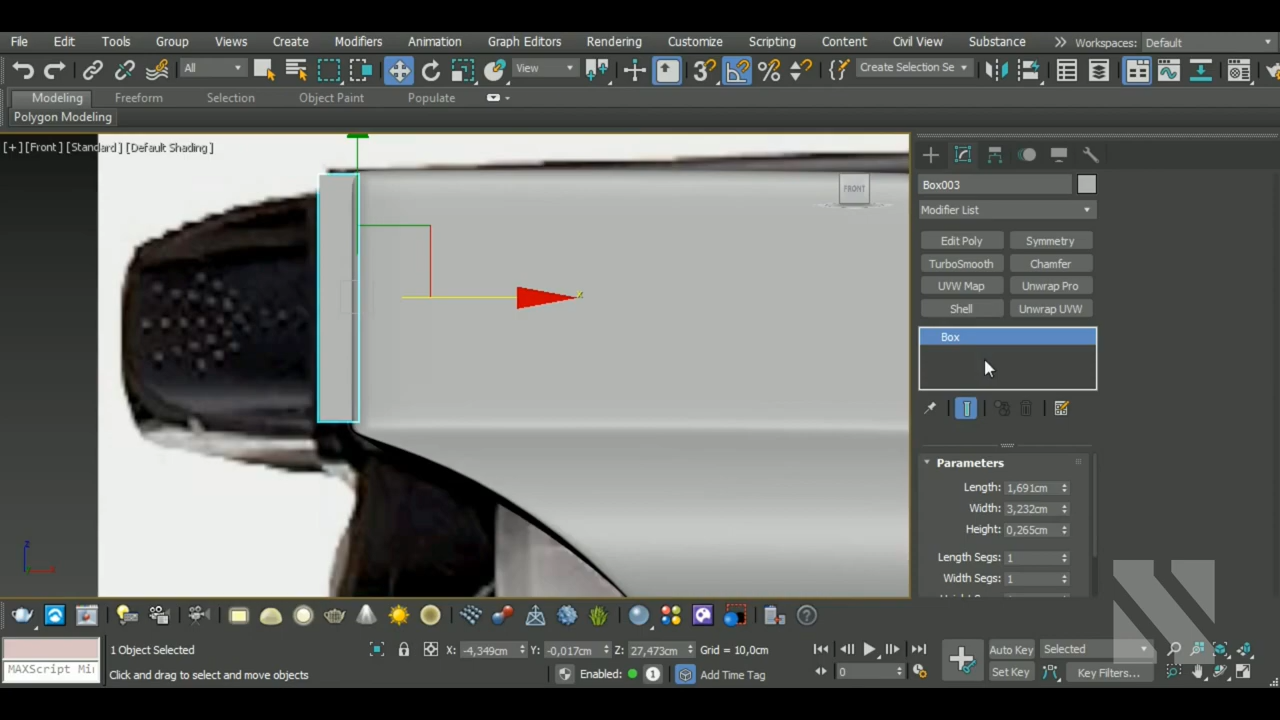 File Edit Tools Group Views Create Modifiers Animation Graph Editors Rendering Customize Scripting Content Civil View Substance Workspaces: Default
All View Create Selection Se
Modeling Freeform Selection Object Paint Populate
Polygon Modeling
[+] [Front] [Standard] [Default Shading]
FRONT
Box003
Modifier List
Edit Poly Symmetry
TurboSmooth Chamfer
UVW Map Unwrap Pro
Shell Unwrap UVW
Box
x
Parameters
Length: 1,691cm
Width: 3,232cm
Height: 0,265cm
Length Segs: 1
Width Segs: 1
z
1 Object Selected X: -4,349cm Y: -0,017cm Z: 27,473cm Grid = 10,0cm Auto Key Selected
MAXScript Mi Click and drag to select and move objects Enabled: 1 Add Time Tag 0 Set Key Key Filters...